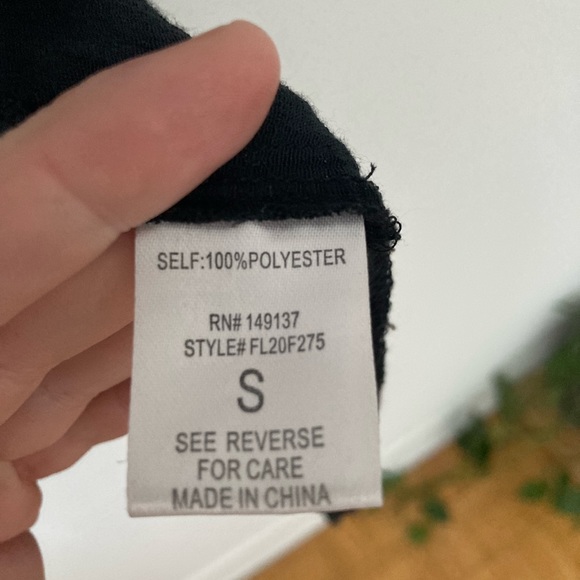 SELF:100%POLYESTER
RN# 149137
STYLE# FL20F275
S
SEE REVERSE
FOR CARE
MADE IN CHINA